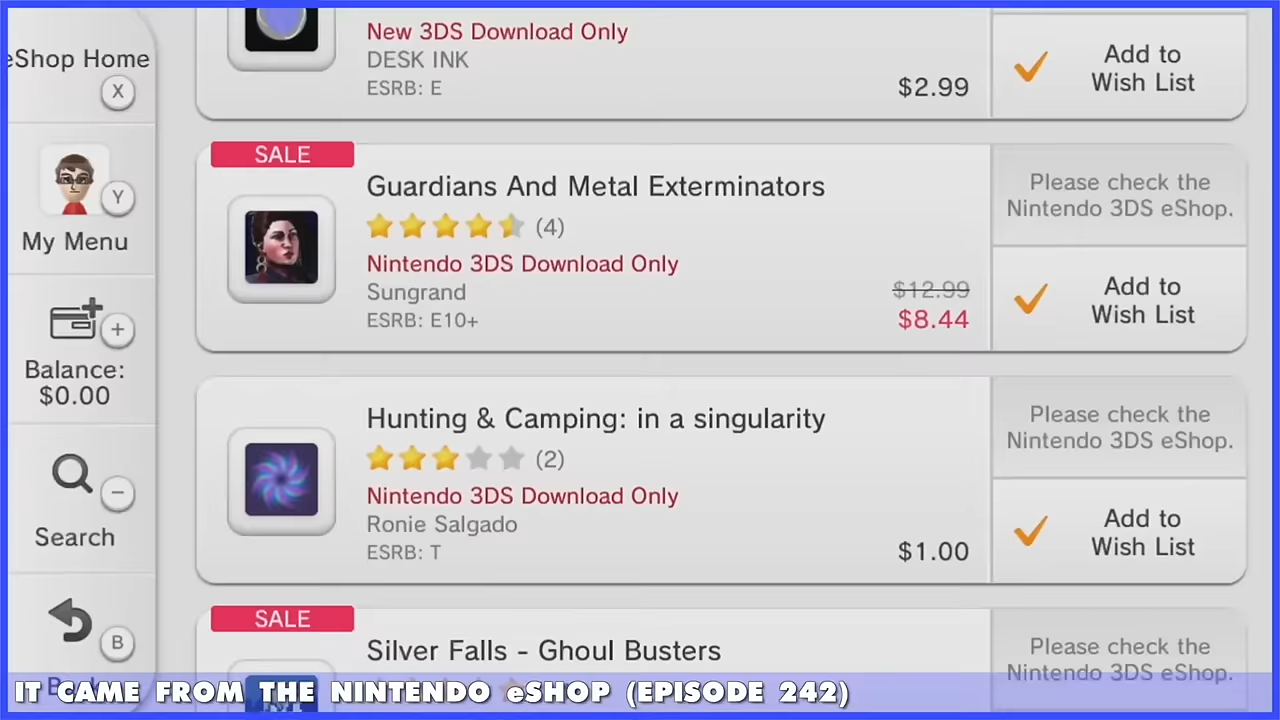 eShop Home
X
Y
My Menu
+
Balance:
$0.00
Search
−
B
New 3DS Download Only
DESK INK
ESRB: E
$2.99
Add to
Wish List
SALE
Guardians And Metal Exterminators
(4)
Nintendo 3DS Download Only
Sungrand
ESRB: E10+
$12.99
$8.44
Please check the
Nintendo 3DS eShop.
Add to
Wish List
Hunting & Camping: in a singularity
(2)
Nintendo 3DS Download Only
Ronie Salgado
ESRB: T
$1.00
Please check the
Nintendo 3DS eShop.
Add to
Wish List
SALE
Silver Falls - Ghoul Busters
Please check the
Nintendo 3DS eShop.
IT CAME FROM THE NINTENDO eSHOP (EPISODE 242)